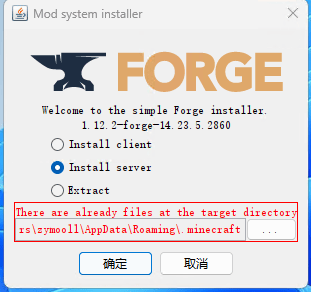 Mod system installer
FORGE
Welcome to the simple Forge installer.
1.12.2-forge-14.23.5.2860
Install client
Install server
Extract
There are already files at the target directory
rs\zymooll\AppData\Roaming\.minecraft
...
确定
取消